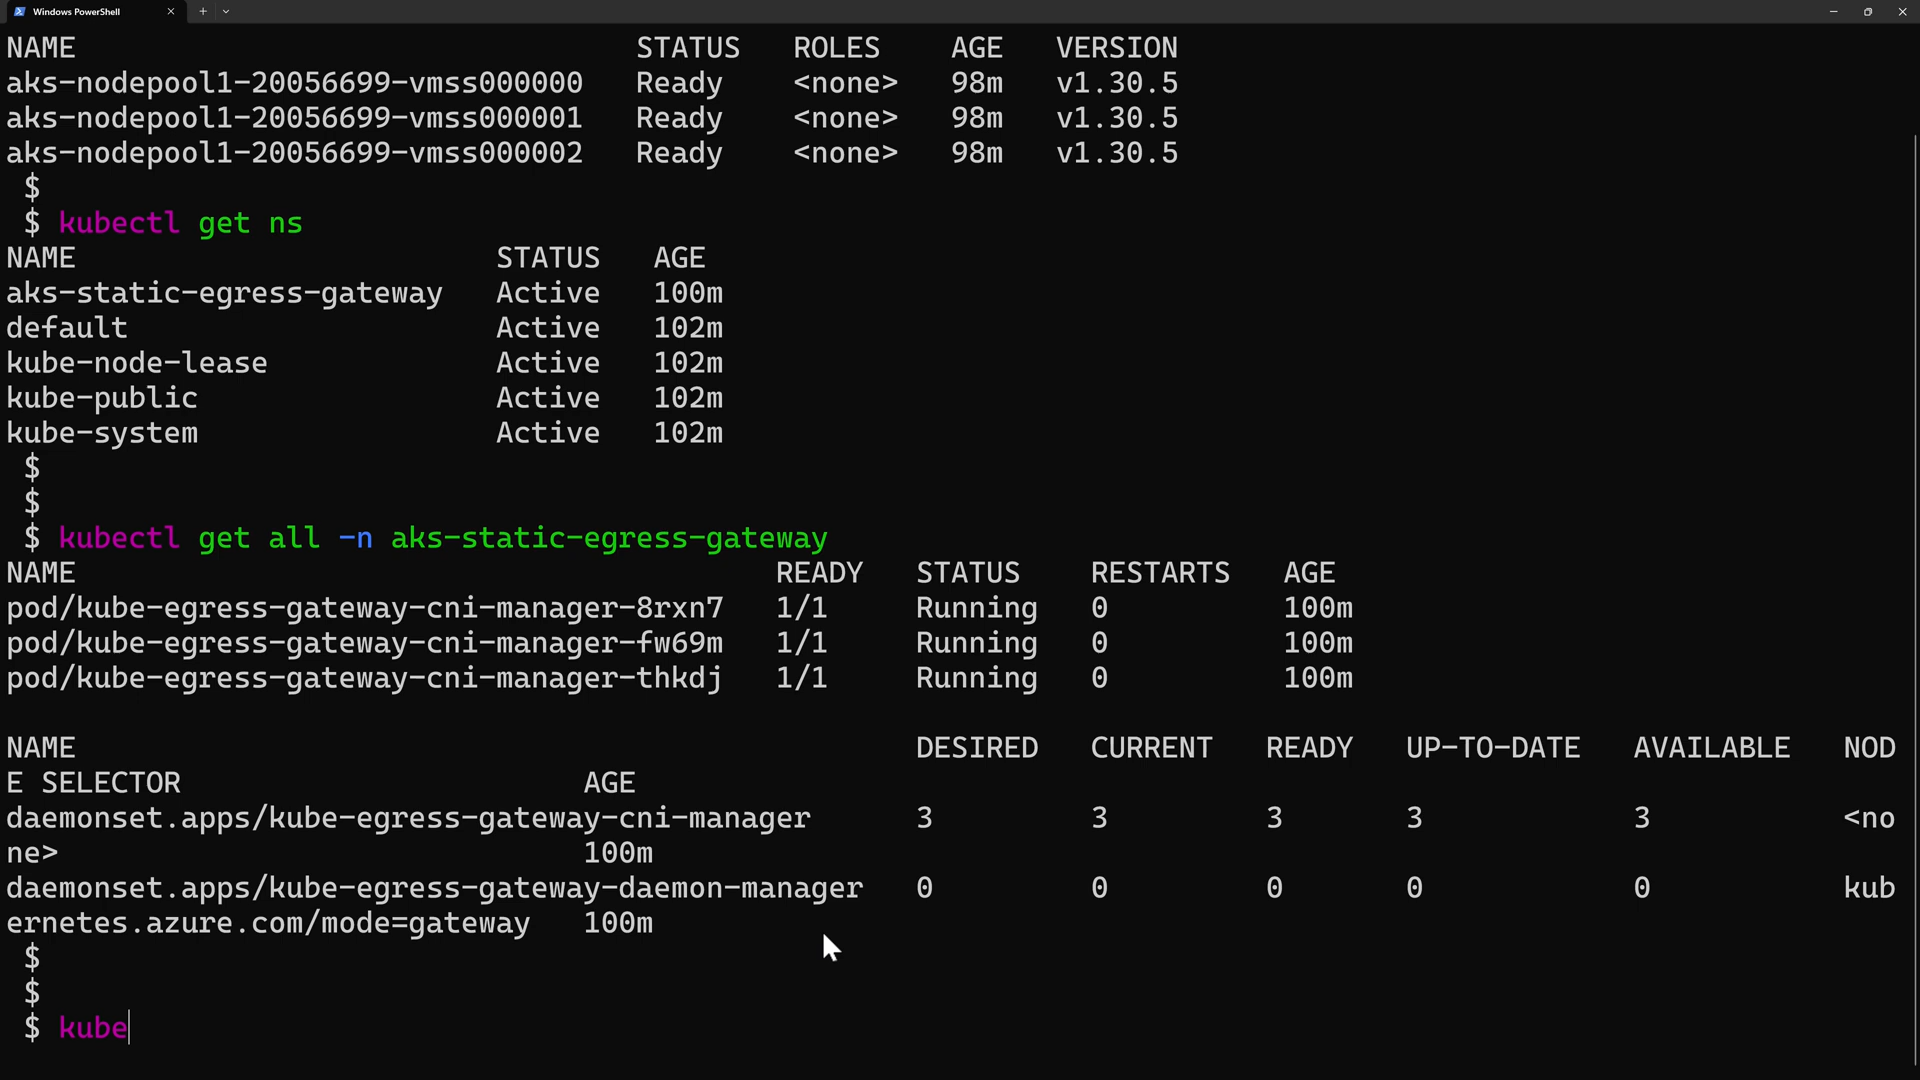 Windows PowerShell
NAME STATUS ROLES AGE VERSION
aks-nodepool1-20056699-vmss000000 Ready <none> 98m v1.30.5
aks-nodepool1-20056699-vmss000001 Ready <none> 98m v1.30.5
aks-nodepool1-20056699-vmss000002 Ready <none> 98m v1.30.5
$
$ kubectl get ns
NAME STATUS AGE
aks-static-egress-gateway Active 100m
default Active 102m
kube-node-lease Active 102m
kube-public Active 102m
kube-system Active 102m
$
$
$ kubectl get all -n aks-static-egress-gateway
NAME READY STATUS RESTARTS AGE
pod/kube-egress-gateway-cni-manager-8rxn7 1/1 Running 0 100m
pod/kube-egress-gateway-cni-manager-fw69m 1/1 Running 0 100m
pod/kube-egress-gateway-cni-manager-thkdj 1/1 Running 0 100m
NAME DESIRED CURRENT READY UP-TO-DATE AVAILABLE NOD
E SELECTOR AGE
daemonset.apps/kube-egress-gateway-cni-manager 3 3 3 3 3 <no
ne> 100m
daemonset.apps/kube-egress-gateway-daemon-manager 0 0 0 0 0 kub
ernetes.azure.com/mode=gateway 100m
$
$
$ kube